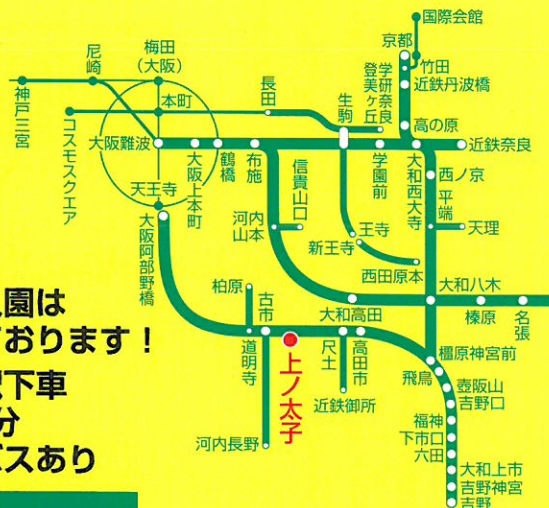 国際会館
京都
竹田
近鉄丹波橋
学研奈良
登美ヶ丘
高の原
梅田
(大阪)
尼崎
神戸三宮
本町
コスモスクエア
長田
生駒
大阪難波
大阪上本町
鶴橋
布施
学園前
大和西大寺
近鉄奈良
西ノ京
平端
天理
天王寺
大阪阿部野橋
信貴山口
河内
山本
王寺
新王寺
西田原本
大和八木
榛原
名張
柏原
古市
道明寺
上ノ太子
大和高田
尺土
高田市
近鉄御所
河内長野
橿原神宮前
飛鳥
壺阪山
吉野口
福神
下市口
六田
大和上市
吉野神宮
吉野
園は
おります!
下車
分
バスあり